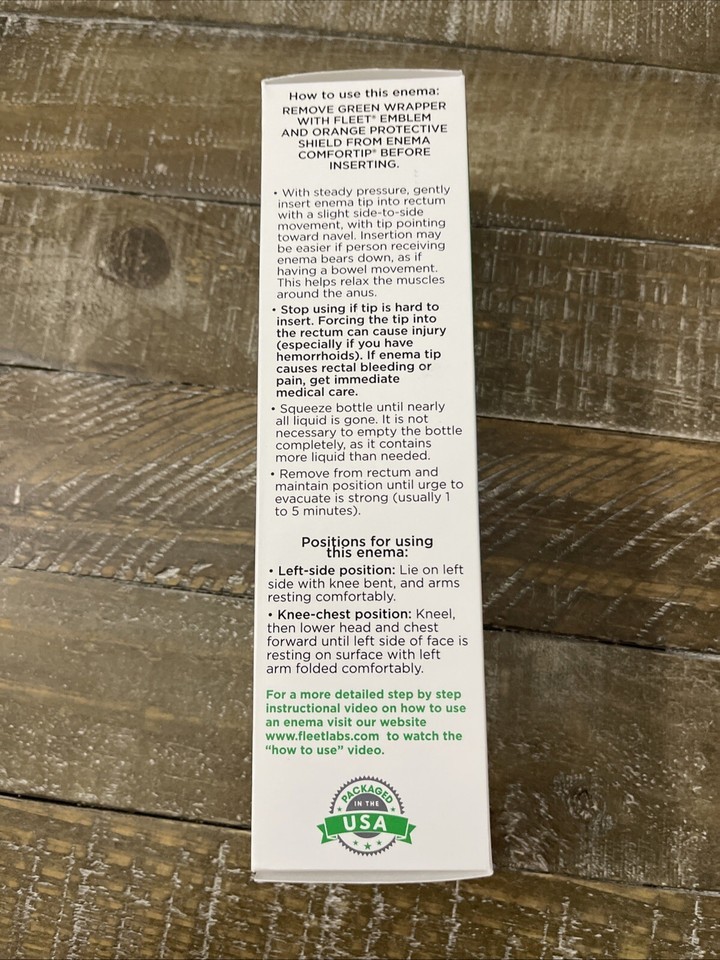 How to use this enema:
REMOVE GREEN WRAPPER
WITH FLEET® EMBLEM
AND ORANGE PROTECTIVE
SHIELD FROM ENEMA
COMFORTIP® BEFORE
INSERTING.
• With steady pressure, gently
insert enema tip into rectum
with a slight side-to-side
movement, with tip pointing
toward navel. Insertion may
be easier if person receiving
enema bears down, as if
having a bowel movement.
This helps relax the muscles
around the anus.
• Stop using if tip is hard to
insert. Forcing the tip into
the rectum can cause injury
(especially if you have
hemorrhoids). If enema tip
causes rectal bleeding or
pain, get immediate
medical care.
• Squeeze bottle until nearly
all liquid is gone. It is not
necessary to empty the bottle
completely, as it contains
more liquid than needed.
• Remove from rectum and
maintain position until urge to
evacuate is strong (usually 1
to 5 minutes).
Positions for using
this enema:
• Left-side position: Lie on left
side with knee bent, and arms
resting comfortably.
• Knee-chest position: Kneel,
then lower head and chest
forward until left side of face is
resting on surface with left
arm folded comfortably.
For a more detailed step by step
instructional video on how to use
an enema visit our website
www.fleetlabs.com to watch the
"how to use" video.
PACKAGED
IN THE
USA